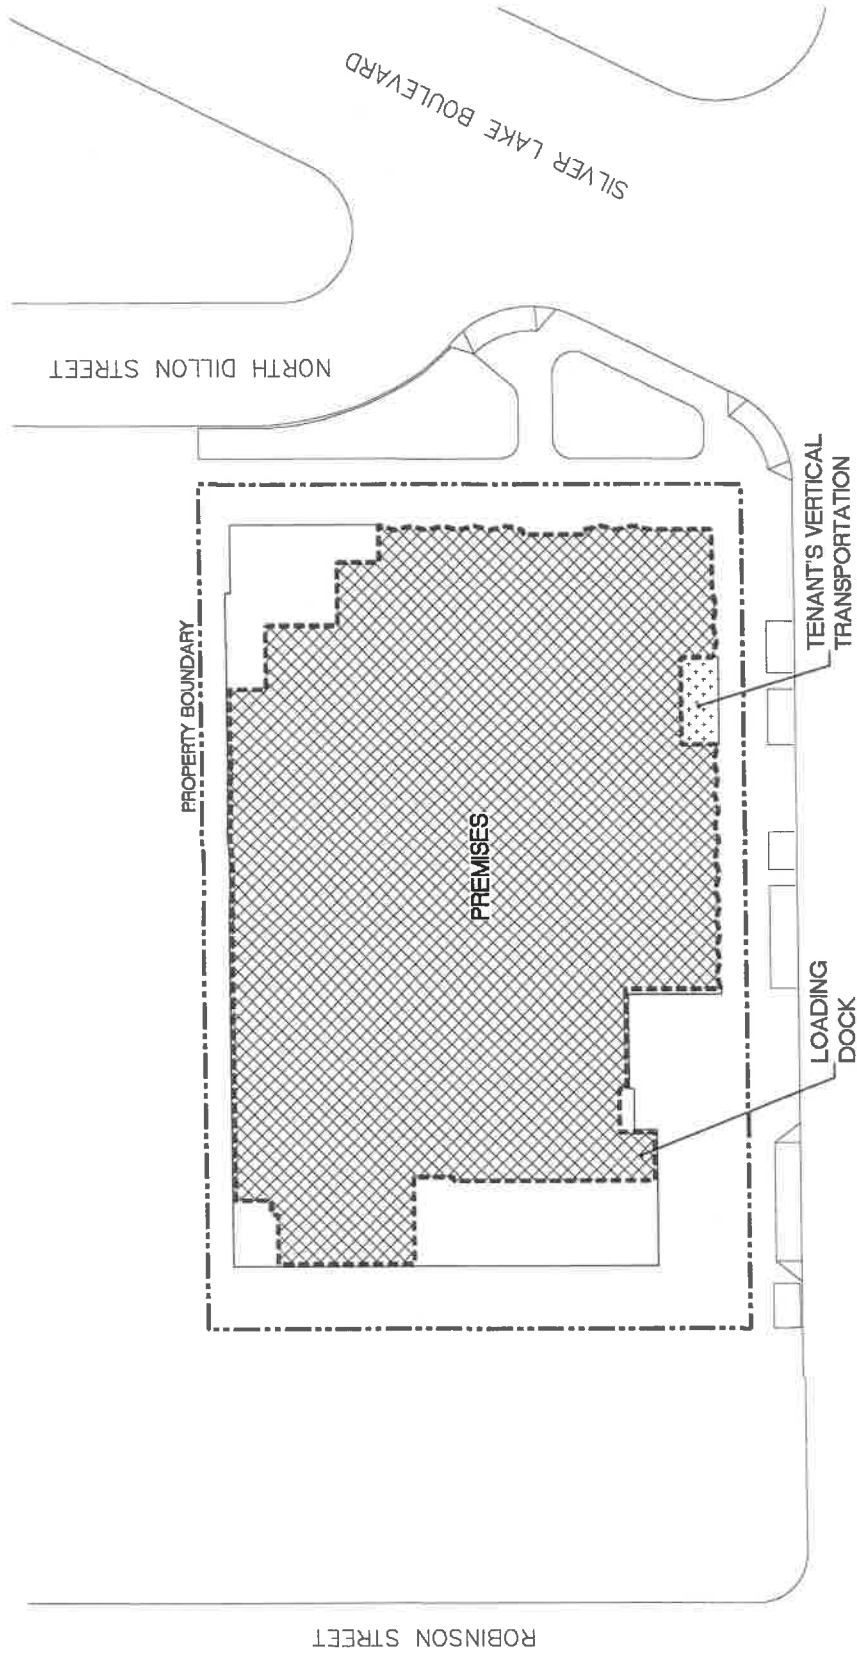 SILVER LAKE BOULEVARD
NORTH DILLON STREET
PROPERTY BOUNDARY
PREMISES
TENANT'S VERTICAL
TRANSPORTATION
LOADING
DOCK
ROBINSON STREET